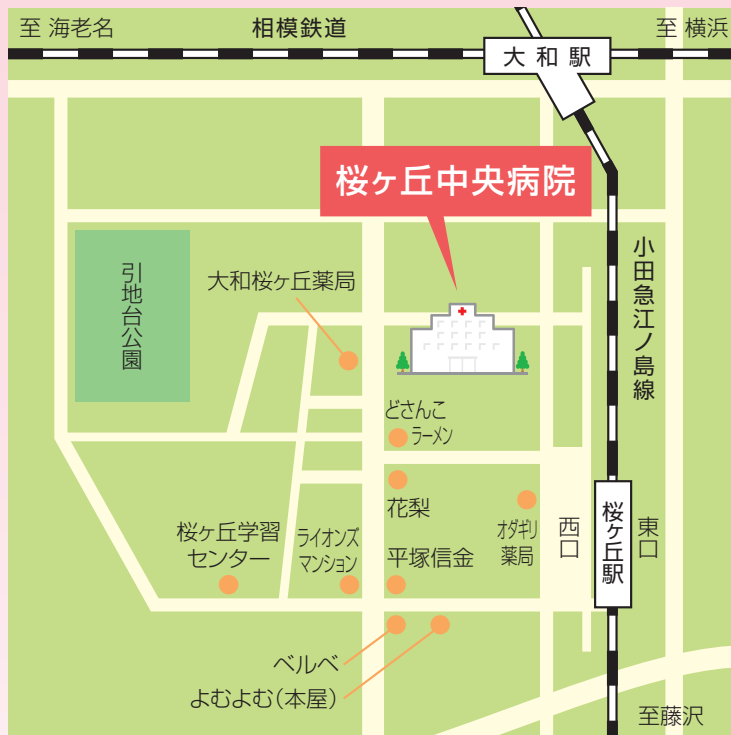 至 海老名
相模鉄道
至 横浜
大和駅
桜ヶ丘中央病院
小田急江ノ島線
引地台公園
大和桜ヶ丘薬局
どさんこ
ラーメン
花梨
オダギリ
薬局
西口
桜ヶ丘駅
東口
桜ヶ丘学習
センター
ライオンズ
マンション
平塚信金
ベルベ
よむよむ(本屋)
至藤沢